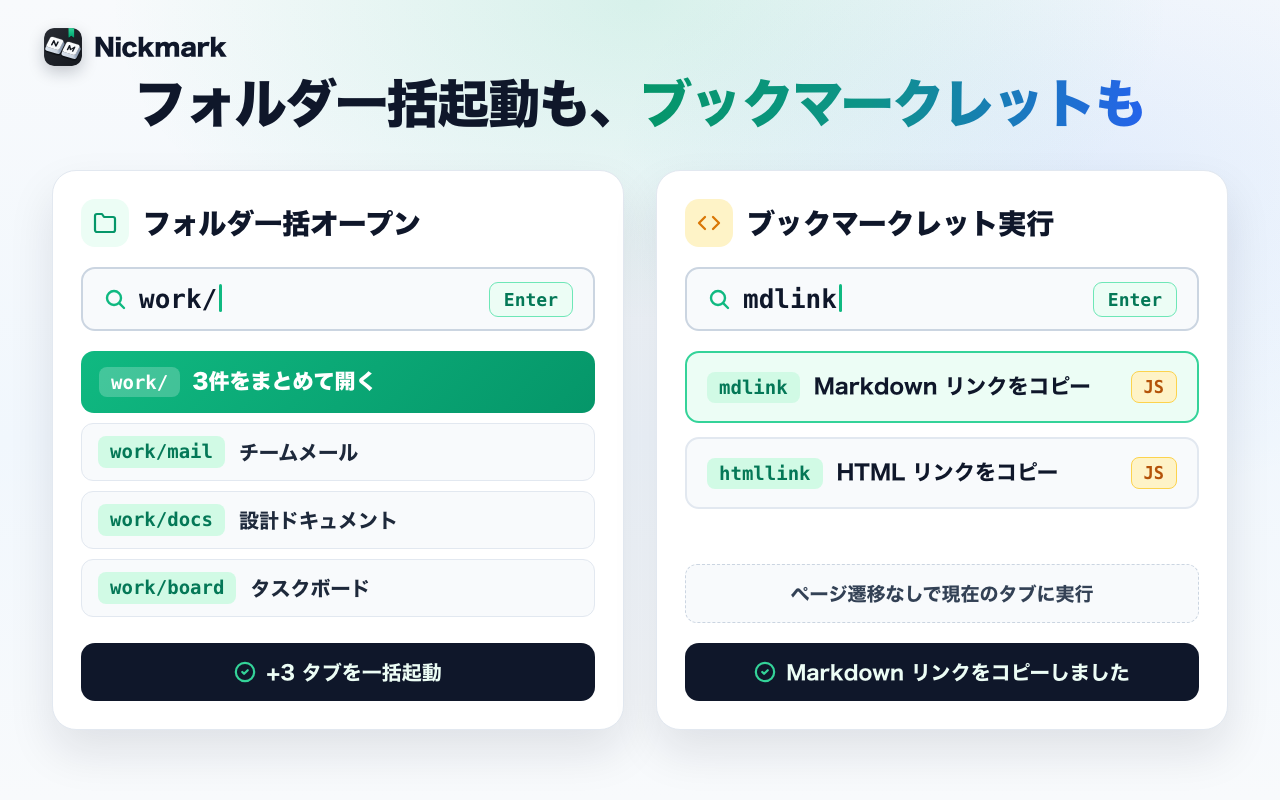 Nickmark
フォルダ一括起動も、ブックマークレットも
フォルダ一括オープン
work/
Enter
work/ 3件をまとめて開く
work/mail チームメール
work/docs 設計ドキュメント
work/board タスクボード
+3 タブを一括起動
ブックマークレット実行
mdlink
Enter
mdlink Markdown リンクをコピー JS
htmllink HTML リンクをコピー JS
ページ遷移なしで現在のタブに実行
Markdown リンクをコピーしました